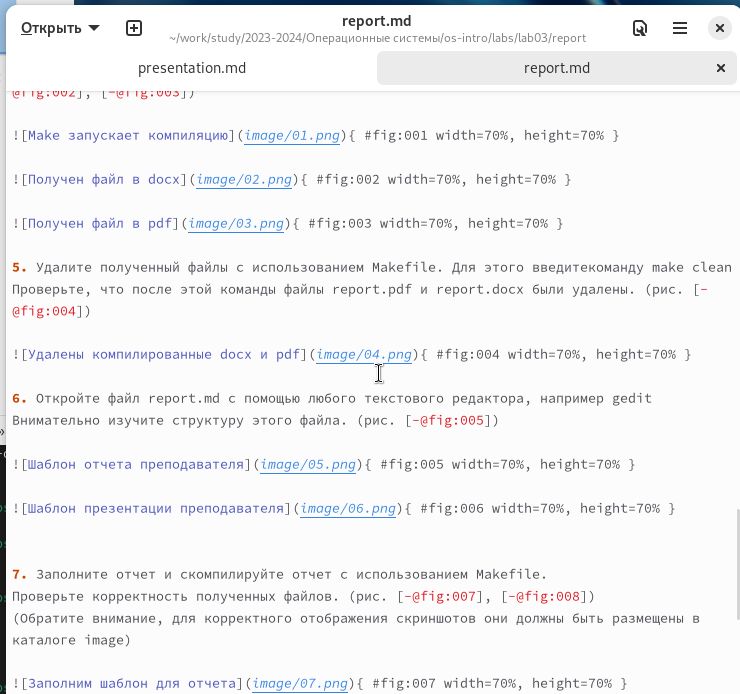 Открыть
report.md
~/work/study/2023-2024/Операционные системы/os-intro/labs/lab03/report
presentation.md
report.md
@fig:002], [-@fig:003])
![Make запускает компиляцию](image/01.png){ #fig:001 width=70%, height=70% }
![Получен файл в docx](image/02.png){ #fig:002 width=70%, height=70% }
![Получен файл в pdf](image/03.png){ #fig:003 width=70%, height=70% }
5. Удалите полученный файлы с использованием Makefile. Для этого введитекоманду make clean
Проверьте, что после этой команды файлы report.pdf и report.docx были удалены. (рис. [-
@fig:004])
![Удалены компилированные docx и pdf](image/04.png){ #fig:004 width=70%, height=70% }
6. Откройте файл report.md c помощью любого текстового редактора, например gedit
Внимательно изучите структуру этого файла. (рис. [-@fig:005])
![Шаблон отчета преподавателя](image/05.png){ #fig:005 width=70%, height=70% }
![Шаблон презентации преподавателя](image/06.png){ #fig:006 width=70%, height=70% }
7. Заполните отчет и скомпилируйте отчет с использованием Makefile.
Проверьте корректность полученных файлов. (рис. [-@fig:007], [-@fig:008])
(Обратите внимание, для корректного отображения скриншотов они должны быть размещены в
каталоге image)
![Заполним шаблон для отчета](image/07.png){ #fig:007 width=70%, height=70% }